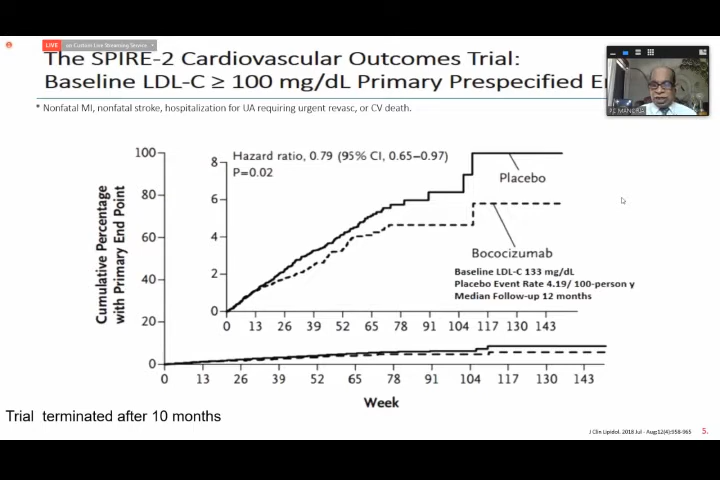 LIVE on Custom Live Streaming Service
The SPIRE-2 Cardiovascular Outcomes Trial:
Baseline LDL-C ≥ 100 mg/dL Primary Prespecified E
* Nonfatal MI, nonfatal stroke, hospitalization for UA requiring urgent revasc, or CV death.
Cumulative Percentage
with Primary End Point
100
80
60
40
20
0
8
6
4
2
0
Hazard ratio, 0.79 (95% CI, 0.65–0.97)
P=0.02
Placebo
Bococizumab
Baseline LDL-C 133 mg/dL
Placebo Event Rate 4.19/ 100-person y
Median Follow-up 12 months
0 13 26 39 52 65 78 91 104 117 130 143
0 13 26 39 52 65 78 91 104 117 130 143
Week
Trial terminated after 10 months
J Clin Lipidol. 2018 Jul - Aug;12(4):958-965
5.